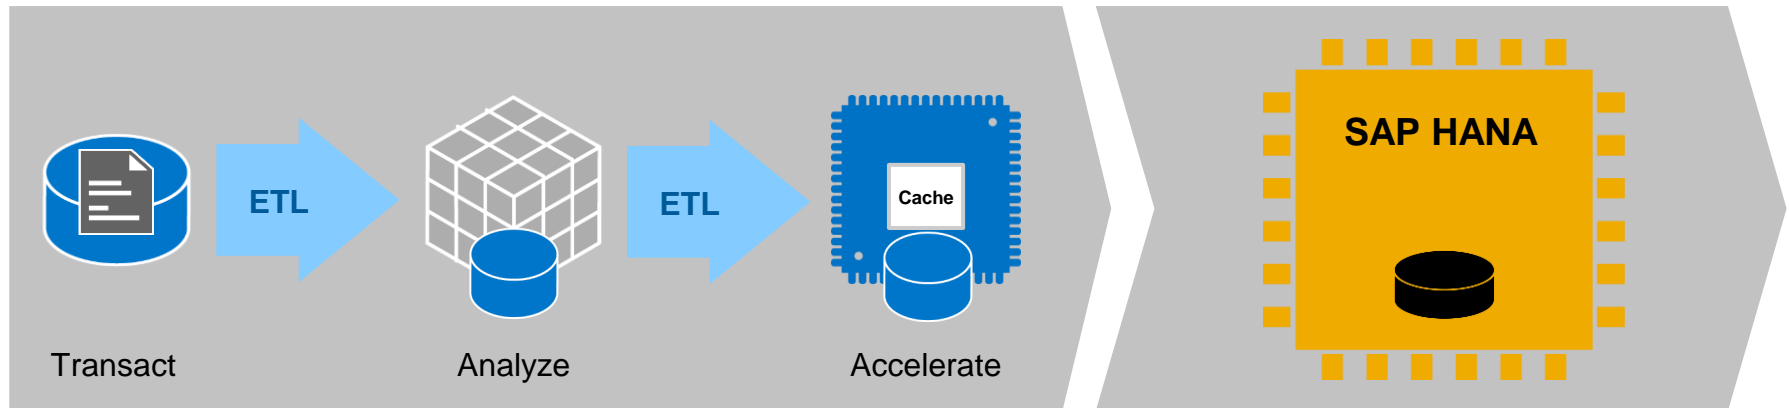 ETL
ETL
Cache
SAP HANA
Transact
Analyze
Accelerate